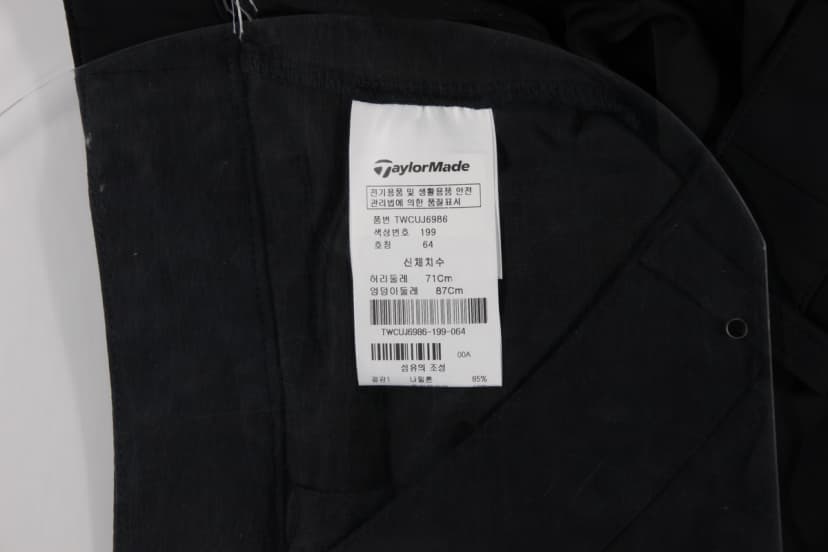 TaylorMade
전기용품 및 생활용품 안전
관리법에 의한 품질표시
품번 TWCUJ6986
색상번호 199
호칭 64
신체치수
허리둘레 71Cm
엉덩이둘레 87Cm
TWCUJ6986-199-064
00A
섬유의 조성
겉감1 나일론 85%